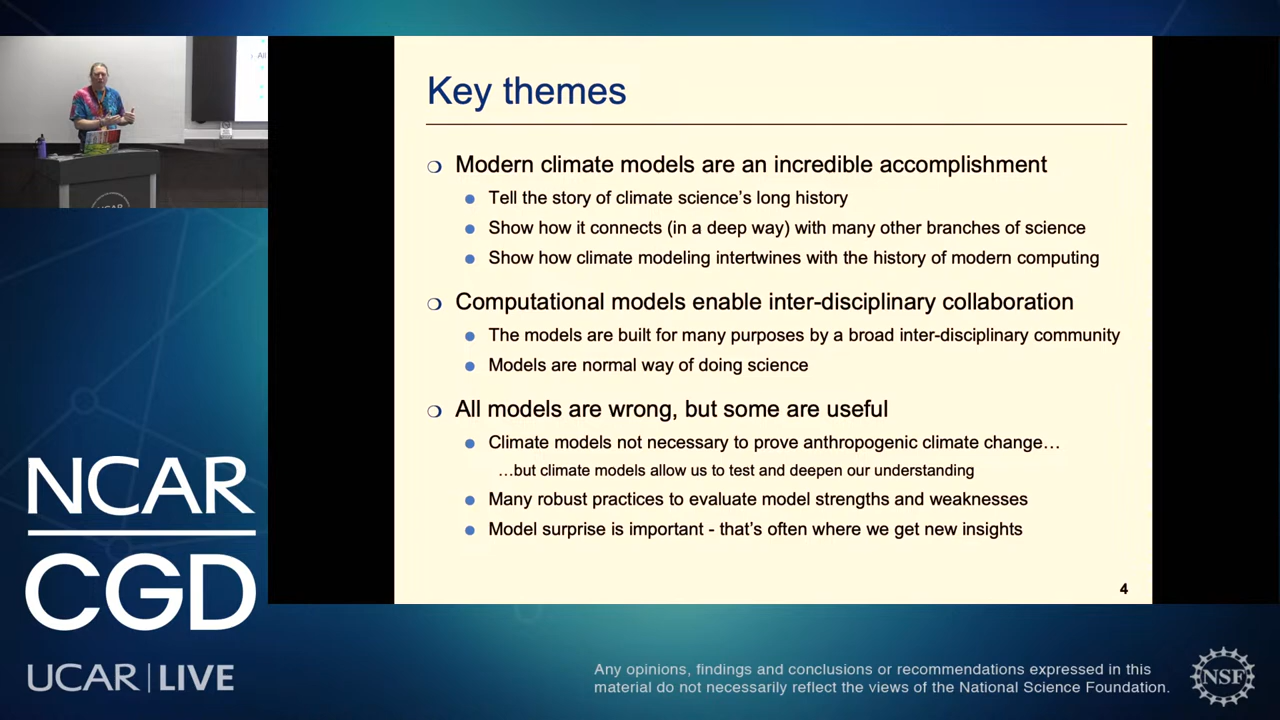 Key themes
Modern climate models are an incredible accomplishment
Tell the story of climate science's long history
Show how it connects (in a deep way) with many other branches of science
Show how climate modeling intertwines with the history of modern computing
Computational models enable inter-disciplinary collaboration
The models are built for many purposes by a broad inter-disciplinary community
Models are normal way of doing science
All models are wrong, but some are useful
Climate models not necessary to prove anthropogenic climate change…
…but climate models allow us to test and deepen our understanding
Many robust practices to evaluate model strengths and weaknesses
Model surprise is important - that's often where we get new insights
4
All
NCAR
NCAR
CGD
UCAR | LIVE
Any opinions, findings and conclusions or recommendations expressed in this
material do not necessarily reflect the views of the National Science Foundation.
NSF